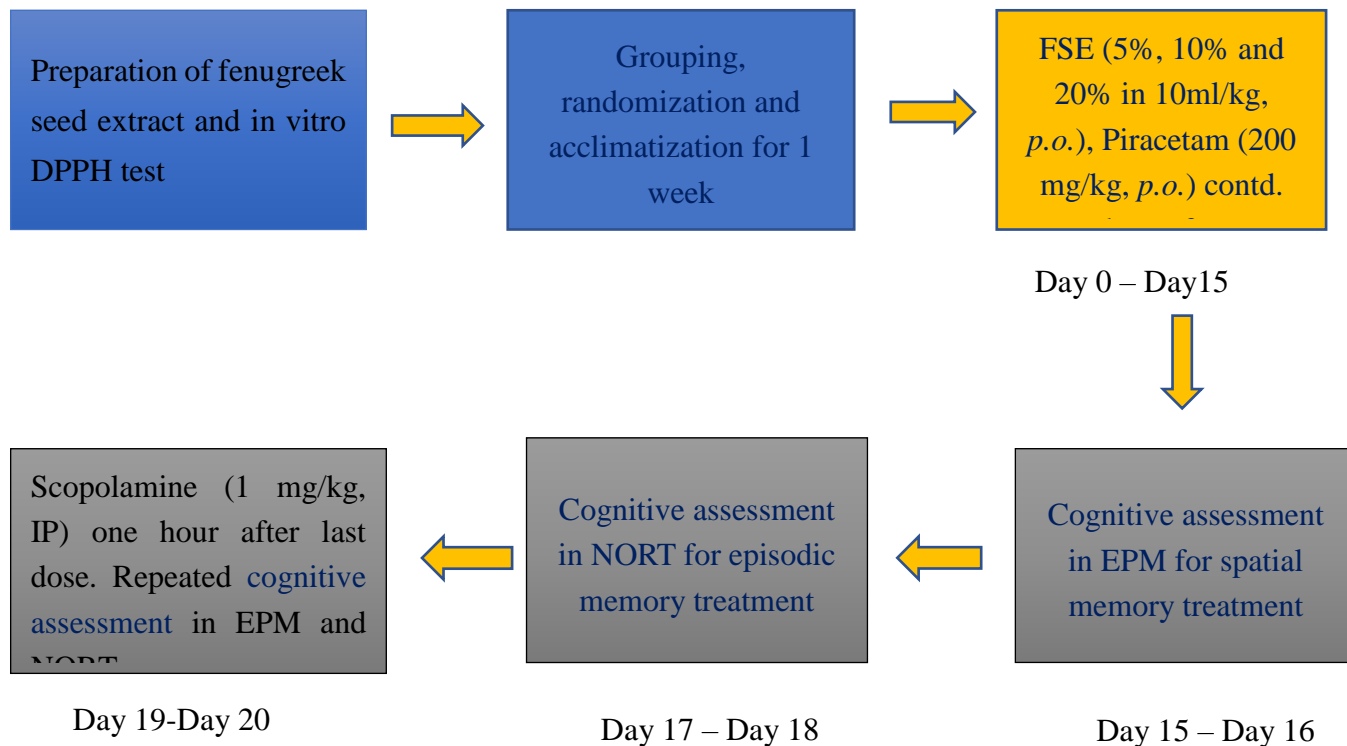 Preparation of fenugreek
seed extract and in vitro
DPPH test
Grouping,
randomization and
acclimatization for 1
week
FSE (5%, 10% and
20% in 10ml/kg,
p.o.), Piracetam (200
mg/kg, p.o.) contd.
Day 0 – Day15
Cognitive assessment
in EPM for spatial
memory treatment
Day 15 – Day 16
Cognitive assessment
in NORT for episodic
memory treatment
Day 17 – Day 18
Scopolamine (1 mg/kg,
IP) one hour after last
dose. Repeated cognitive
assessment in EPM and
NORT
Day 19-Day 20